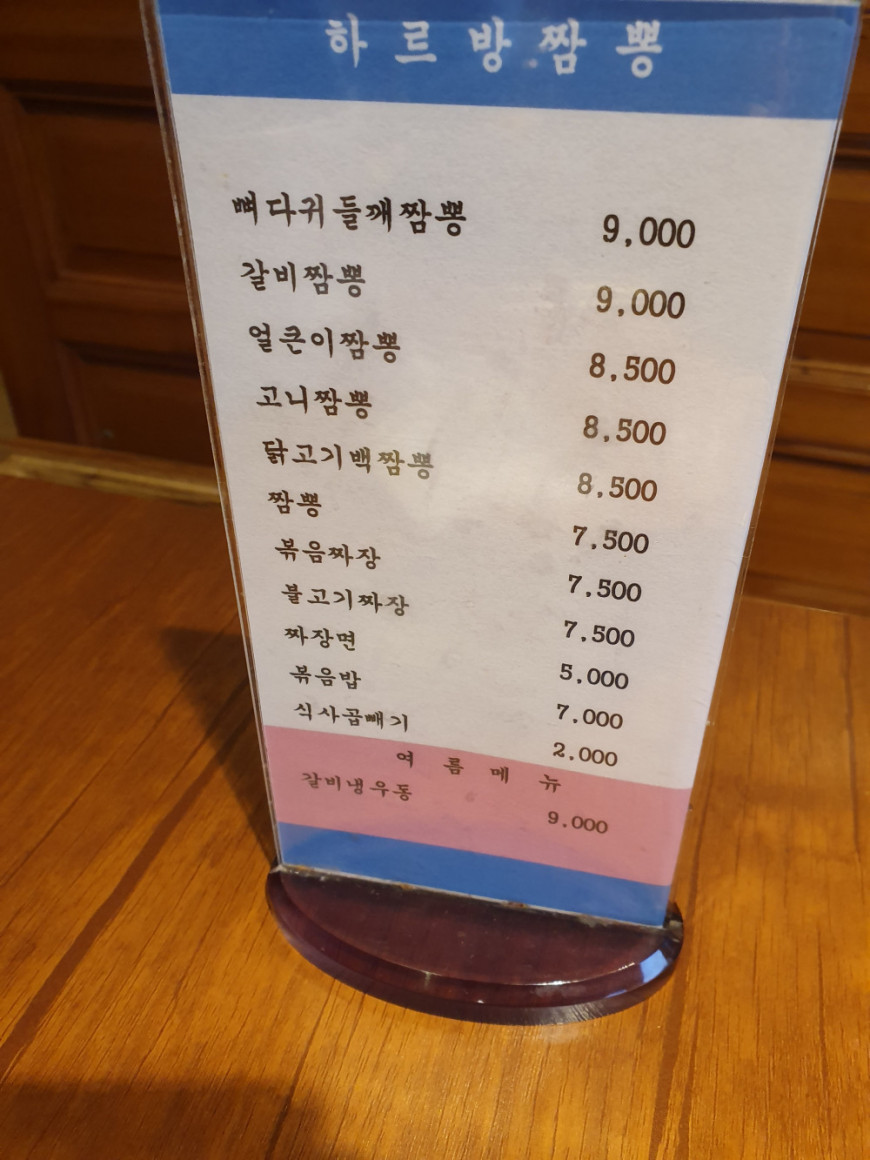 하르방짬뽕
뼈다귀들깨짬뽕 9,000
갈비짬뽕 9,000
얼큰이짬뽕 8,500
고니짬뽕 8,500
닭고기백짬뽕 8,500
짬뽕 7,500
볶음짜장 7,500
불고기짜장 7,500
짜장면 5,000
볶음밥 7,000
식사곱빼기 2,000
여름메뉴
갈비냉우동 9,000